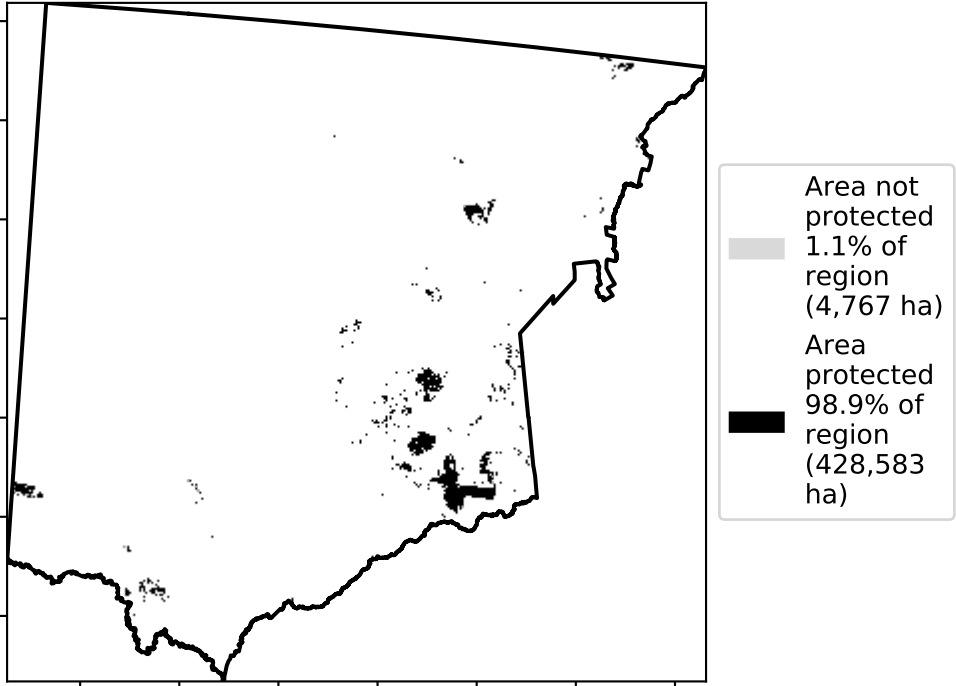 Area not
protected
1.1% of
region
(4,767 ha)
Area
protected
98.9% of
region
(428,583
ha)